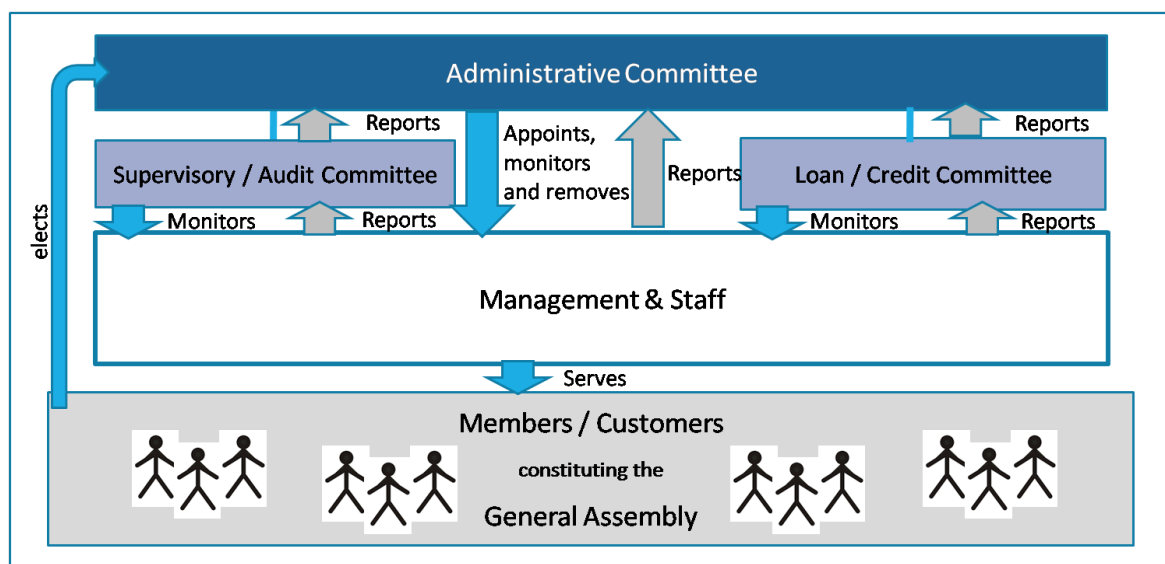 Administrative Committee
Reports
Appoints,
monitors
and removes
Reports
Reports
Supervisory / Audit Committee
Loan / Credit Committee
Monitors
Reports
Monitors
Reports
elects
Management & Staff
Serves
Members / Customers
constituting the
General Assembly